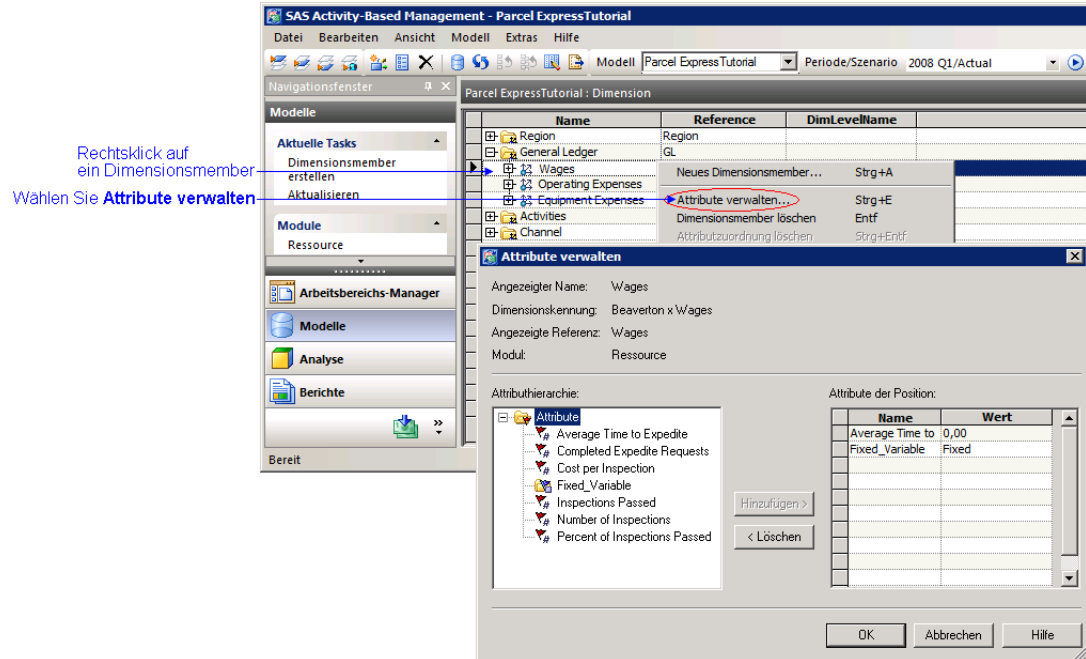 SAS Activity-Based Management - Parcel ExpressTutorial
Datei Bearbeiten Ansicht Modell Extras Hilfe
Modell Parcel ExpressTutorial Periode/Szenario 2008 Q1/Actual
Navigationsfenster
Parcel ExpressTutorial : Dimension
Modelle
Name Reference DimLevelName
Aktuelle Tasks
Region Region
General Ledger GL
Rechtsklick auf
ein Dimensionsmember
Dimensionsmember
erstellen
Wages
Neues Dimensionsmember... Strg+A
Operating Expenses
Wählen Sie Attribute verwalten
Aktualisieren
Equipment Expenses
Attribute verwalten... Strg+E
Activities
Dimensionsmember löschen Entf
Module
Channel
Attributzuordnung löschen Strg+Entf
Ressource
Arbeitsbereichs-Manager
Modelle
Analyse
Berichte
Bereit
Attribute verwalten
Angezeigter Name: Wages
Dimensionskennung: Beaverton x Wages
Angezeigte Referenz: Wages
Modul: Ressource
Attributhierarchie:
Attribute der Position:
Attribute
Average Time to Expedite
Completed Expedite Requests
Cost per Inspection
Fixed_Variable
Inspections Passed
Number of Inspections
Percent of Inspections Passed
Hinzufügen >
< Löschen
Name Wert
Average Time to 0,00
Fixed_Variable Fixed
OK Abbrechen Hilfe